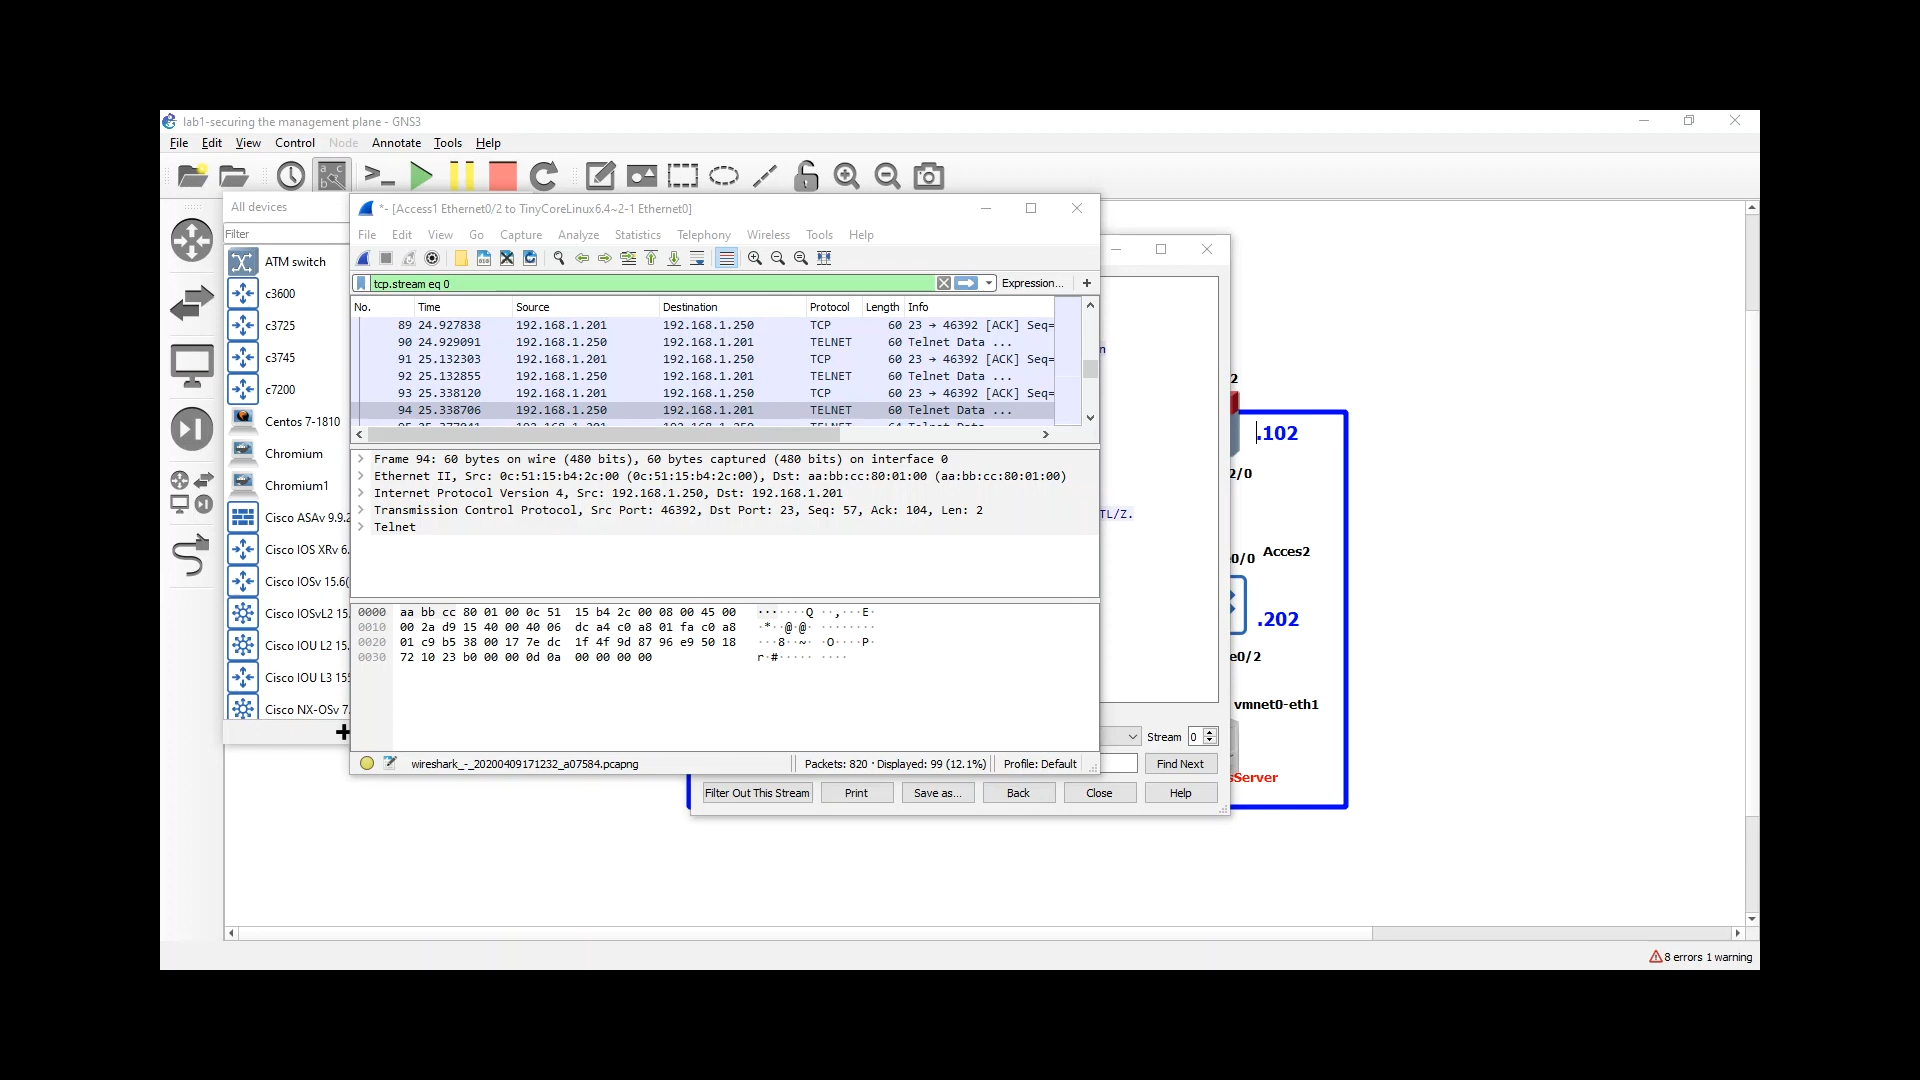 lab1-securing the management plane - GNS3
File Edit View Control Node Annotate Tools Help
All devices
Filter
ATM switch
c3600
c3725
c3745
c7200
Centos 7-1810
Chromium
Chromium1
Cisco ASAv 9.9.2
Cisco IOS XRv 6.
Cisco IOSv 15.6(
Cisco IOSvL2 15.
Cisco IOU L2 15.
Cisco IOU L3 155
Cisco NX-OSv 7.
*- [Access1 Ethernet0/2 to TinyCoreLinux6.4~2-1 Ethernet0]
File Edit View Go Capture Analyze Statistics Telephony Wireless Tools Help
tcp.stream eq 0
Expression... +
No. Time Source Destination Protocol Length Info
89 24.927838 192.168.1.201 192.168.1.250 TCP 60 23 → 46392 [ACK] Seq=
90 24.929091 192.168.1.250 192.168.1.201 TELNET 60 Telnet Data ...
91 25.132303 192.168.1.201 192.168.1.250 TCP 60 23 → 46392 [ACK] Seq=
92 25.132855 192.168.1.250 192.168.1.201 TELNET 60 Telnet Data ...
93 25.338120 192.168.1.201 192.168.1.250 TCP 60 23 → 46392 [ACK] Seq=
94 25.338706 192.168.1.250 192.168.1.201 TELNET 60 Telnet Data ...
Frame 94: 60 bytes on wire (480 bits), 60 bytes captured (480 bits) on interface 0
Ethernet II, Src: 0c:51:15:b4:2c:00 (0c:51:15:b4:2c:00), Dst: aa:bb:cc:80:01:00 (aa:bb:cc:80:01:00)
Internet Protocol Version 4, Src: 192.168.1.250, Dst: 192.168.1.201
Transmission Control Protocol, Src Port: 46392, Dst Port: 23, Seq: 57, Ack: 104, Len: 2
Telnet
0000 aa bb cc 80 01 00 0c 51 15 b4 2c 00 08 00 45 00 ·······Q ··,···E·
0010 00 2a d9 15 40 00 40 06 dc a4 c0 a8 01 fa c0 a8 ·*··@·@· ········
0020 01 c9 b5 38 00 17 7e dc 1f 4f 9d 87 96 e9 50 18 ···8··~· ·O····P·
0030 72 10 23 b0 00 00 0d 0a 00 00 00 00 r·#····· ····
wireshark_-_20200409171232_a07584.pcapng
Packets: 820 · Displayed: 99 (12.1%)
Profile: Default
n
TL/Z.
Stream 0
Find Next
Filter Out This Stream Print Save as... Back Close Help
2
.102
2/0
0/0 Acces2
.202
e0/2
vmnet0-eth1
sServer
8 errors 1 warning